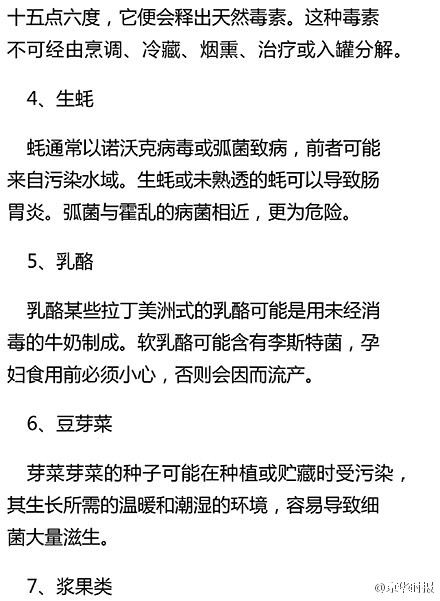 十五点六度，它便会释出天然毒素。这种毒素
不可经由烹调、冷藏、烟熏、治疗或入罐分解。
4、生蚝
蚝通常以诺沃克病毒或弧菌致病，前者可能
来自污染水域。生蚝或未熟透的蚝可以导致肠
胃炎。弧菌与霍乱的病菌相近，更为危险。
5、乳酪
乳酪某些拉丁美洲式的乳酪可能是用未经消
毒的牛奶制成。软乳酪可能含有李斯特菌，孕
妇食用前必须小心，否则会因而流产。
6、豆芽菜
芽菜芽菜的种子可能在种植或贮藏时受污染，
其生长所需的温暖和潮湿的环境，容易导致细
菌大量滋生。
7、浆果类
@京华时报